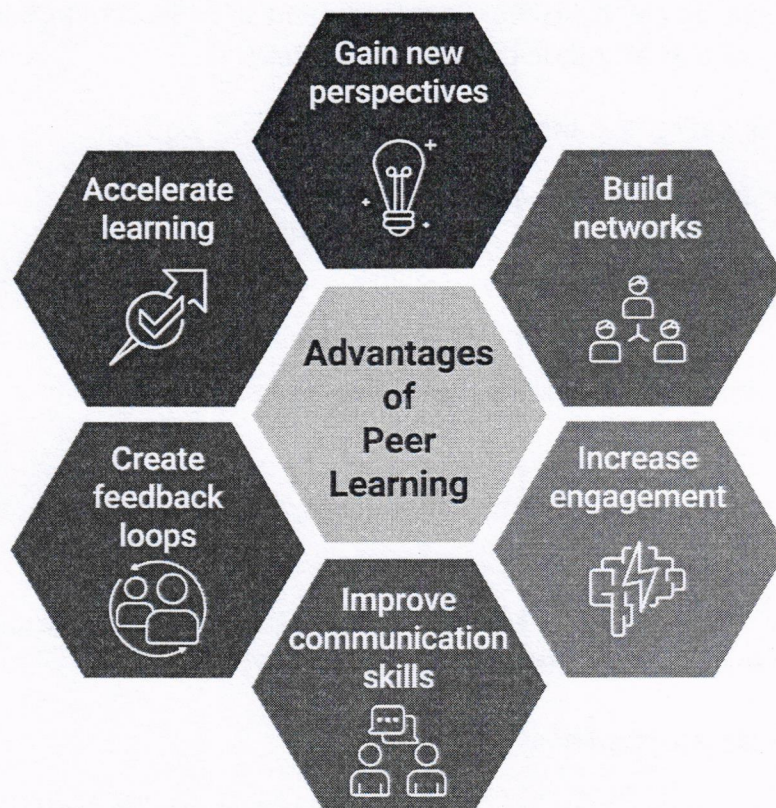 Gain new
perspectives
Build
networks
Increase
engagement
Improve
communication
skills
Create
feedback
loops
Accelerate
learning
Advantages
of
Peer
Learning